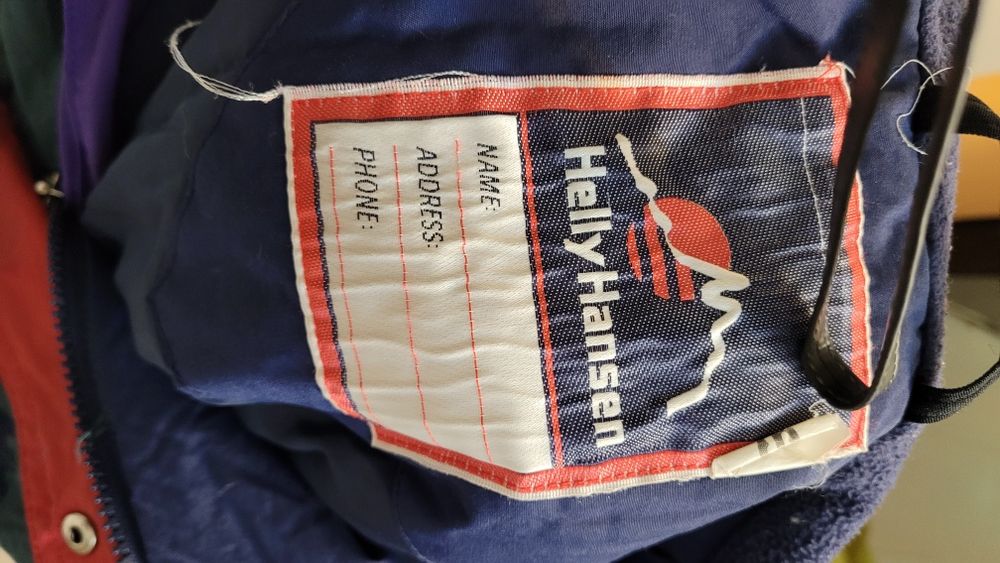 Helly Hansen
NAME:
ADDRESS:
PHONE: